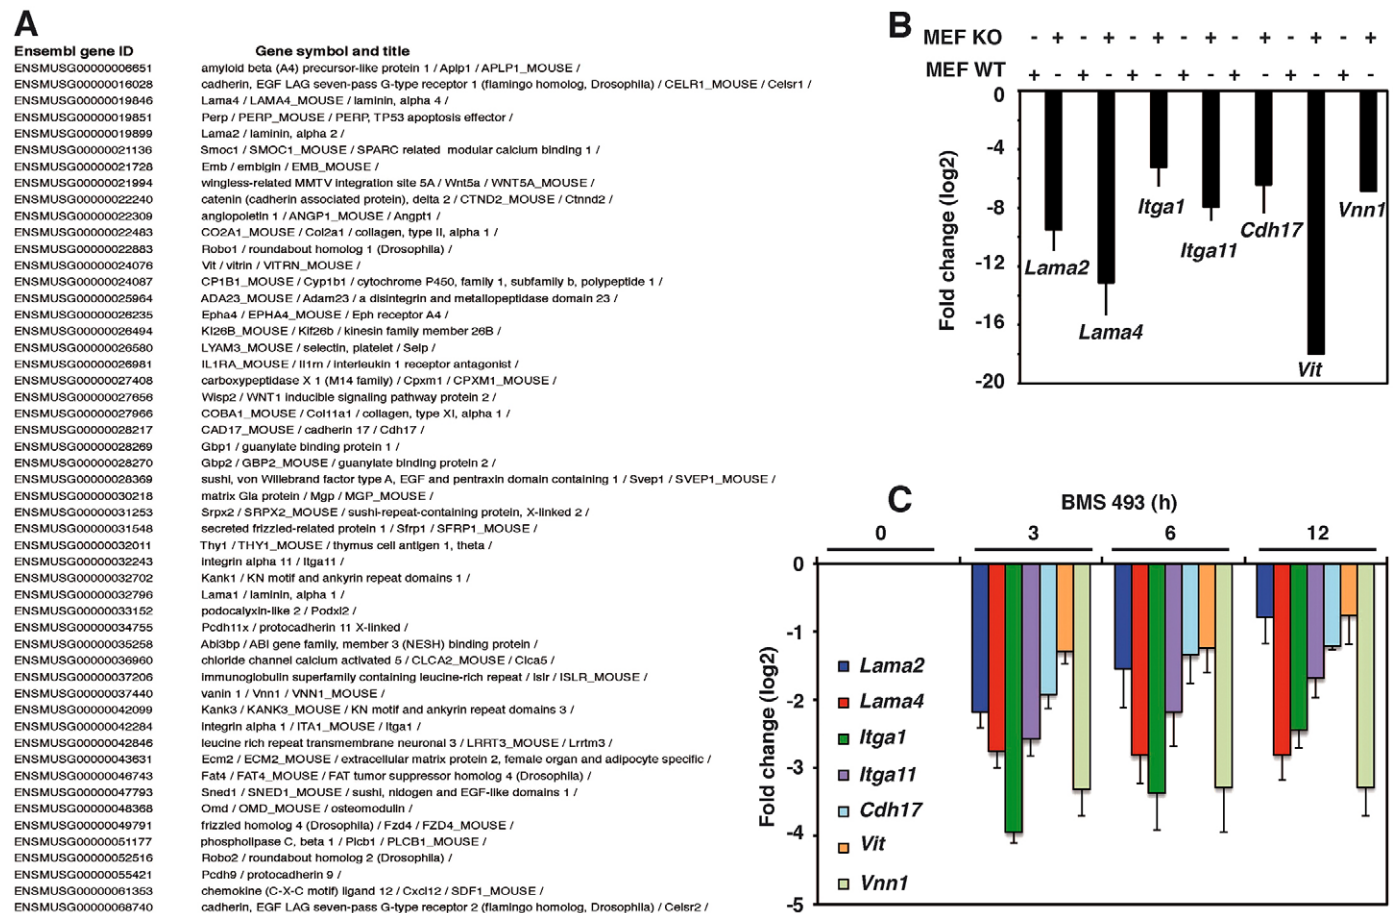 A
Ensembl gene ID Gene symbol and title
ENSMUSG00000006651 amyloid beta (A4) precursor-like protein 1 / Aplp1 / APLP1_MOUSE /
ENSMUSG00000016028 cadherin, EGF LAG seven-pass G-type receptor 1 (flamingo homolog, Drosophila) / CELR1_MOUSE / Celsr1 /
ENSMUSG00000019846 Lama4 / LAMA4_MOUSE / laminin, alpha 4 /
ENSMUSG00000019851 Perp / PERP_MOUSE / PERP, TP53 apoptosis effector /
ENSMUSG00000019899 Lama2 / laminin, alpha 2 /
ENSMUSG00000021136 Smoc1 / SMOC1_MOUSE / SPARC related modular calcium binding 1 /
ENSMUSG00000021728 Emb / embigin / EMB_MOUSE /
ENSMUSG00000021994 wingless-related MMTV integration site 5A / Wnt5a / WNT5A_MOUSE /
ENSMUSG00000022240 catenin (cadherin associated protein), delta 2 / CTND2_MOUSE / Ctnnd2 /
ENSMUSG00000022309 angiopoietin 1 / ANGP1_MOUSE / Angpt1 /
ENSMUSG00000022483 CO2A1_MOUSE / Col2a1 / collagen, type II, alpha 1 /
ENSMUSG00000022883 Robo1 / roundabout homolog 1 (Drosophila) /
ENSMUSG00000024076 Vit / vitrin / VITRN_MOUSE /
ENSMUSG00000024087 CP1B1_MOUSE / Cyp1b1 / cytochrome P450, family 1, subfamily b, polypeptide 1 /
ENSMUSG00000025964 ADA23_MOUSE / Adam23 / a disintegrin and metallopeptidase domain 23 /
ENSMUSG00000026235 Epha4 / EPHA4_MOUSE / Eph receptor A4 /
ENSMUSG00000026494 KI26B_MOUSE / Kif26b / kinesin family member 26B /
ENSMUSG00000026580 LYAM3_MOUSE / selectin, platelet / Selp /
ENSMUSG00000026981 IL1RA_MOUSE / Il1rn / interleukin 1 receptor antagonist /
ENSMUSG00000027408 carboxypeptidase X 1 (M14 family) / Cpxm1 / CPXM1_MOUSE /
ENSMUSG00000027656 Wisp2 / WNT1 inducible signaling pathway protein 2 /
ENSMUSG00000027966 COBA1_MOUSE / Col11a1 / collagen, type XI, alpha 1 /
ENSMUSG00000028217 CAD17_MOUSE / cadherin 17 / Cdh17 /
ENSMUSG00000028269 Gbp1 / guanylate binding protein 1 /
ENSMUSG00000028270 Gbp2 / GBP2_MOUSE / guanylate binding protein 2 /
ENSMUSG00000028369 sushi, von Willebrand factor type A, EGF and pentraxin domain containing 1 / Svep1 / SVEP1_MOUSE /
ENSMUSG00000030218 matrix Gla protein / Mgp / MGP_MOUSE /
ENSMUSG00000031253 Srpx2 / SRPX2_MOUSE / sushi-repeat-containing protein, X-linked 2 /
ENSMUSG00000031548 secreted frizzled-related protein 1 / Sfrp1 / SFRP1_MOUSE /
ENSMUSG00000032011 Thy1 / THY1_MOUSE / thymus cell antigen 1, theta /
ENSMUSG00000032243 integrin alpha 11 / Itga11 /
ENSMUSG00000032702 Kank1 / KN motif and ankyrin repeat domains 1 /
ENSMUSG00000032796 Lama1 / laminin, alpha 1 /
ENSMUSG00000033152 podocalyxin-like 2 / Podxl2 /
ENSMUSG00000034755 Pcdh11x / protocadherin 11 X-linked /
ENSMUSG00000035258 Abi3bp / ABI gene family, member 3 (NESH) binding protein /
ENSMUSG00000036960 chloride channel calcium activated 5 / CLCA2_MOUSE / Clca5 /
ENSMUSG00000037206 immunoglobulin superfamily containing leucine-rich repeat / Islr / ISLR_MOUSE /
ENSMUSG00000037440 vanin 1 / Vnn1 / VNN1_MOUSE /
ENSMUSG00000042099 Kank3 / KANK3_MOUSE / KN motif and ankyrin repeat domains 3 /
ENSMUSG00000042284 integrin alpha 1 / ITA1_MOUSE / Itga1 /
ENSMUSG00000042846 leucine rich repeat transmembrane neuronal 3 / LRRT3_MOUSE / Lrrtm3 /
ENSMUSG00000043631 Ecm2 / ECM2_MOUSE / extracellular matrix protein 2, female organ and adipocyte specific /
ENSMUSG00000046743 Fat4 / FAT4_MOUSE / FAT tumor suppressor homolog 4 (Drosophila) /
ENSMUSG00000047793 Sned1 / SNED1_MOUSE / sushi, nidogen and EGF-like domains 1 /
ENSMUSG00000048368 Omd / OMD_MOUSE / osteomodulin /
ENSMUSG00000049791 frizzled homolog 4 (Drosophila) / Fzd4 / FZD4_MOUSE /
ENSMUSG00000051177 phospholipase C, beta 1 / Plcb1 / PLCB1_MOUSE /
ENSMUSG00000052516 Robo2 / roundabout homolog 2 (Drosophila) /
ENSMUSG00000055421 Pcdh9 / protocadherin 9 /
ENSMUSG00000061353 chemokine (C-X-C motif) ligand 12 / Cxcl12 / SDF1_MOUSE /
ENSMUSG00000068740 cadherin, EGF LAG seven-pass G-type receptor 2 (flamingo homolog, Drosophila) / Celsr2 /
B
MEF KO - + - + - + - + - + - + - +
MEF WT + - + - + - + - + - + - + -
Fold change (log2)
0
-4
-8
-12
-16
-20
Lama2
Lama4
Itga1
Itga11
Cdh17
Vit
Vnn1
C
BMS 493 (h)
0 3 6 12
Fold change (log2)
0
-1
-2
-3
-4
-5
Lama2
Lama4
Itga1
Itga11
Cdh17
Vit
Vnn1